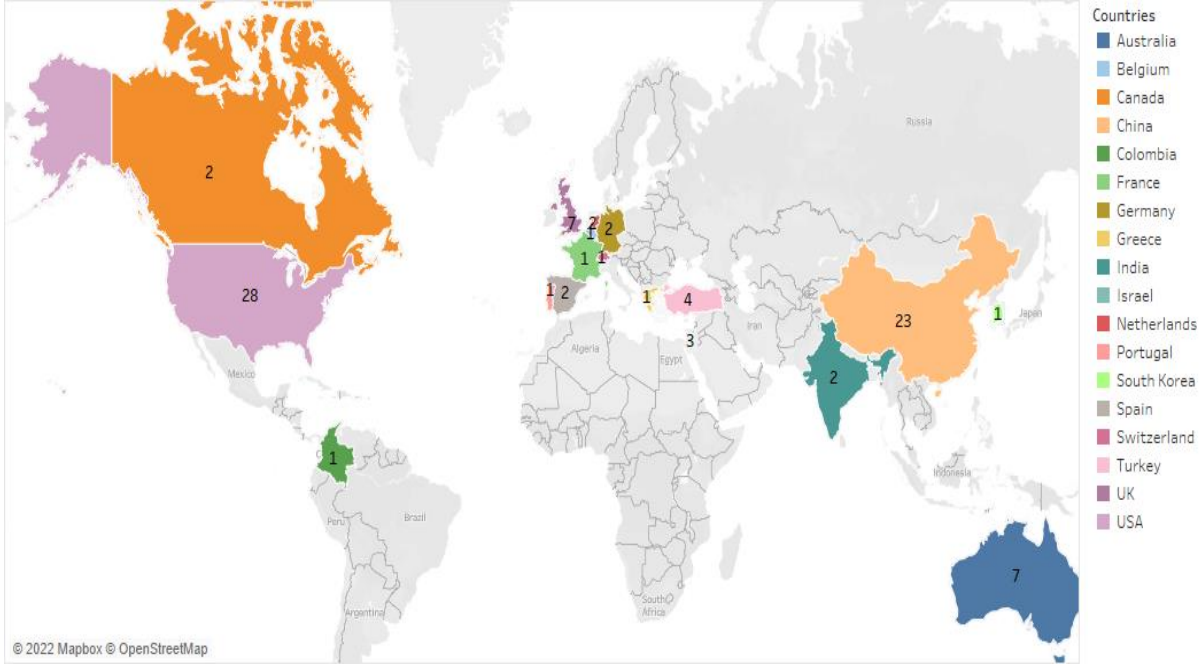 Countries
Australia
Belgium
Canada
China
Colombia
France
Germany
Greece
India
Israel
Netherlands
Portugal
South Korea
Spain
Switzerland
Turkey
UK
USA
Russia
2
7
2
1
2
1
1
28
1
2
1
4
23
1
Japan
3
Iran
Algeria
Egypt
Mexico
2
1
Indonesia
Peru
Brazil
7
South
Africa
Argentina
© 2022 Mapbox © OpenStreetMap